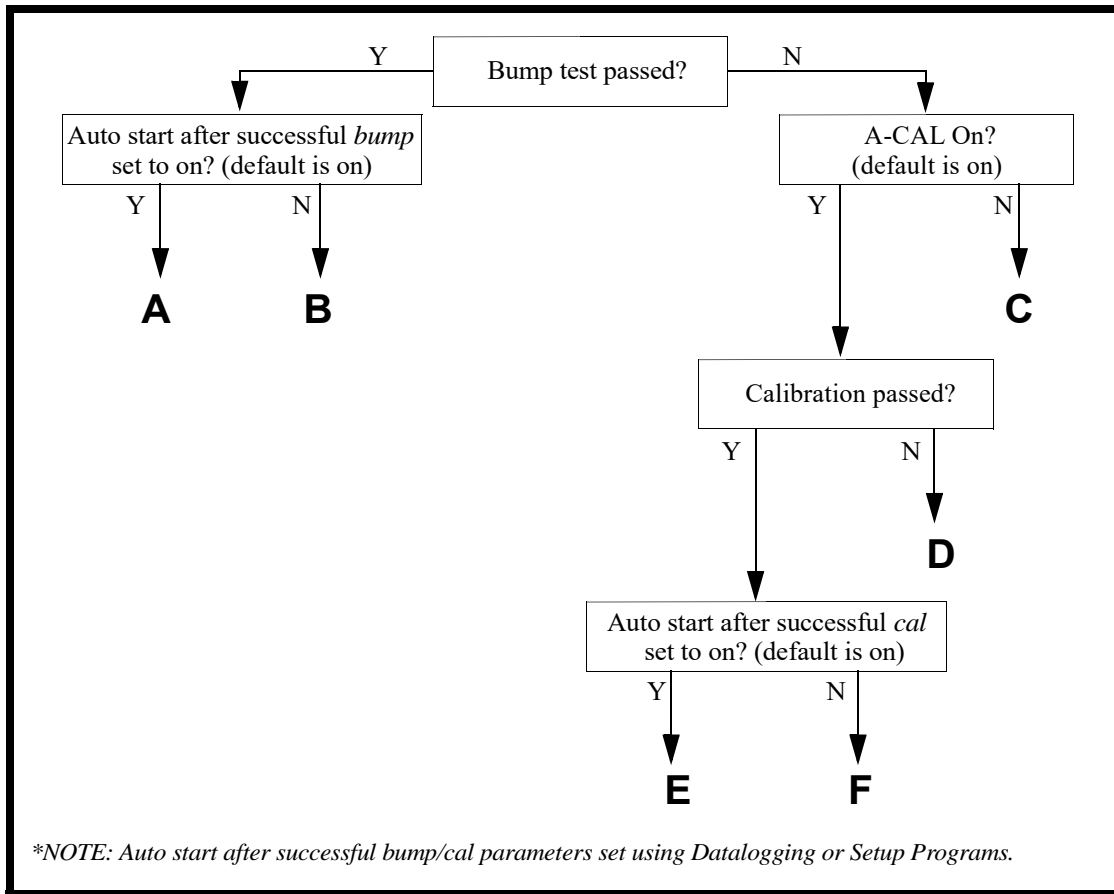 Y
Bump test passed?
N
Auto start after successful bump
set to on? (default is on)
A-CAL On?
(default is on)
Y
N
Y
N
A
B
C
Calibration passed?
Y
N
D
Auto start after successful cal
set to on? (default is on)
Y
N
E
F
*NOTE: Auto start after successful bump/cal parameters set using Datalogging or Setup Programs.